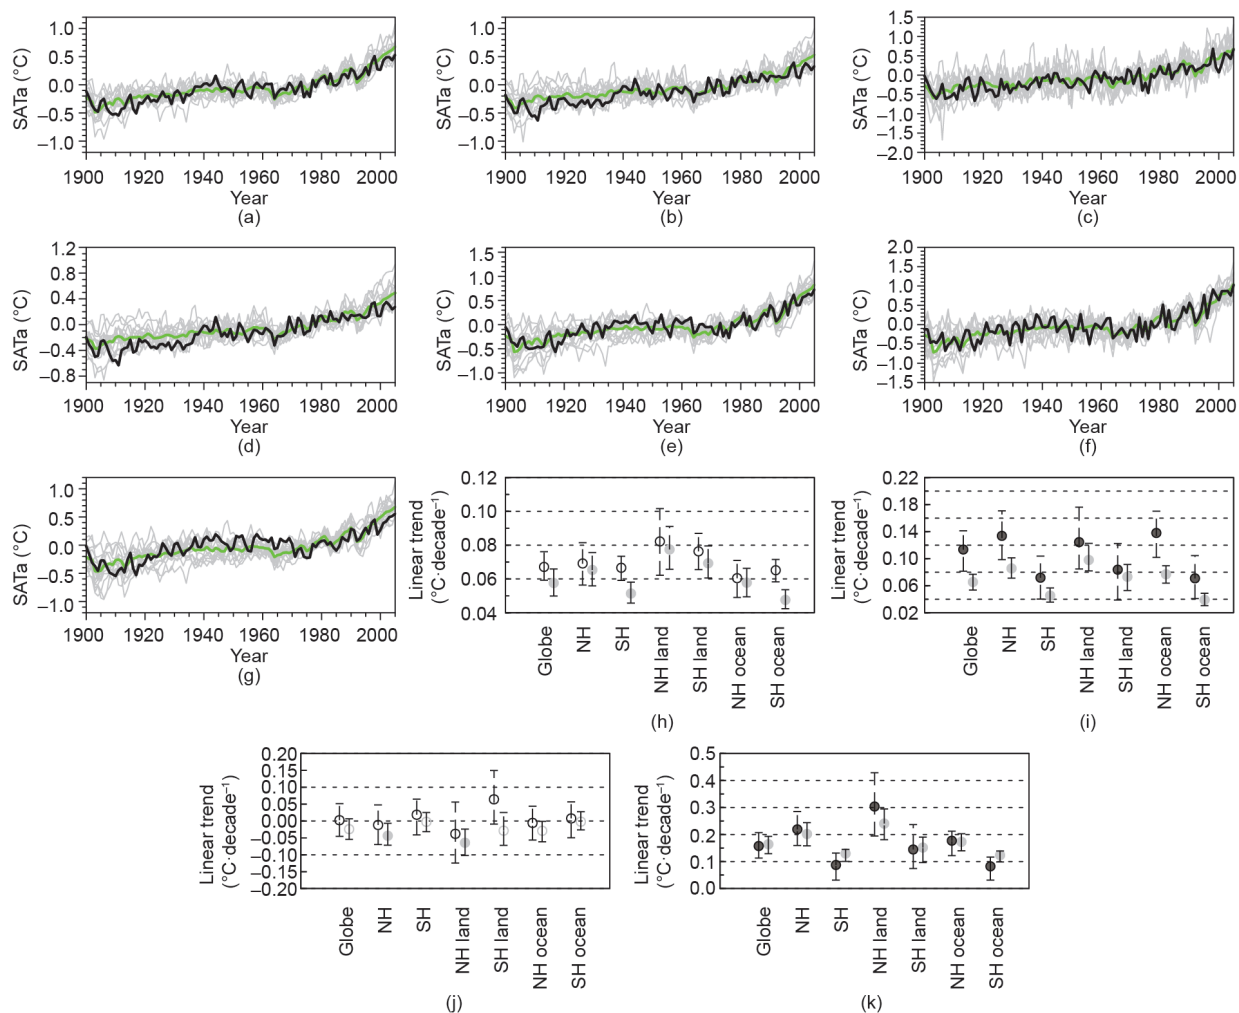 SATa (°C)
1.0
0.5
0.0
–0.5
–1.0
1900 1920 1940 1960 1980 2000
Year
(a)
SATa (°C)
1.0
0.5
0.0
–0.5
–1.0
1900 1920 1940 1960 1980 2000
Year
(b)
SATa (°C)
1.5
1.0
0.5
0.0
–0.5
–1.0
–1.5
–2.0
1900 1920 1940 1960 1980 2000
Year
(c)
SATa (°C)
1.2
0.8
0.4
0.0
–0.4
–0.8
1900 1920 1940 1960 1980 2000
Year
(d)
SATa (°C)
1.5
1.0
0.5
0.0
–0.5
–1.0
1900 1920 1940 1960 1980 2000
Year
(e)
SATa (°C)
2.0
1.5
1.0
0.5
0.0
–0.5
–1.0
–1.5
1900 1920 1940 1960 1980 2000
Year
(f)
SATa (°C)
1.0
0.5
0.0
–0.5
–1.0
1900 1920 1940 1960 1980 2000
Year
(g)
Linear trend
(°C·decade⁻¹)
0.12
0.10
0.08
0.06
0.04
Globe
NH
SH
NH land
SH land
NH ocean
SH ocean
(h)
Linear trend
(°C·decade⁻¹)
0.22
0.18
0.14
0.10
0.06
0.02
Globe
NH
SH
NH land
SH land
NH ocean
SH ocean
(i)
Linear trend
(°C·decade⁻¹)
0.20
0.15
0.10
0.05
0.00
–0.05
–0.10
–0.15
–0.20
Globe
NH
SH
NH land
SH land
NH ocean
SH ocean
(j)
Linear trend
(°C·decade⁻¹)
0.5
0.4
0.3
0.2
0.1
0.0
Globe
NH
SH
NH land
SH land
NH ocean
SH ocean
(k)